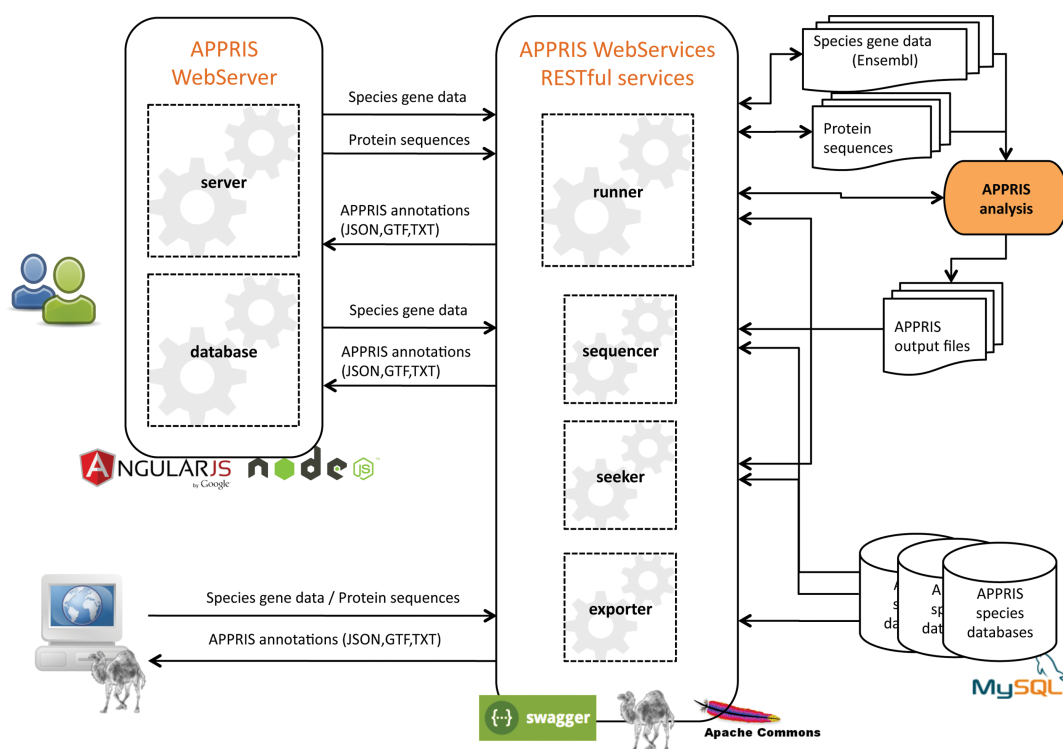 APPRIS
WebServer
server
database
ANGULARJS
by Google
node
JS
™
Species gene data
Protein sequences
APPRIS annotations
(JSON,GTF,TXT)
Species gene data
APPRIS annotations
(JSON,GTF,TXT)
Species gene data / Protein sequences
APPRIS annotations (JSON,GTF,TXT)
APPRIS WebServices
RESTful services
runner
sequencer
seeker
exporter
{···} swagger
Apache Commons
Species gene data
(Ensembl)
Protein
sequences
APPRIS
analysis
APPRIS
output files
APPRIS
species
databases
MySQL